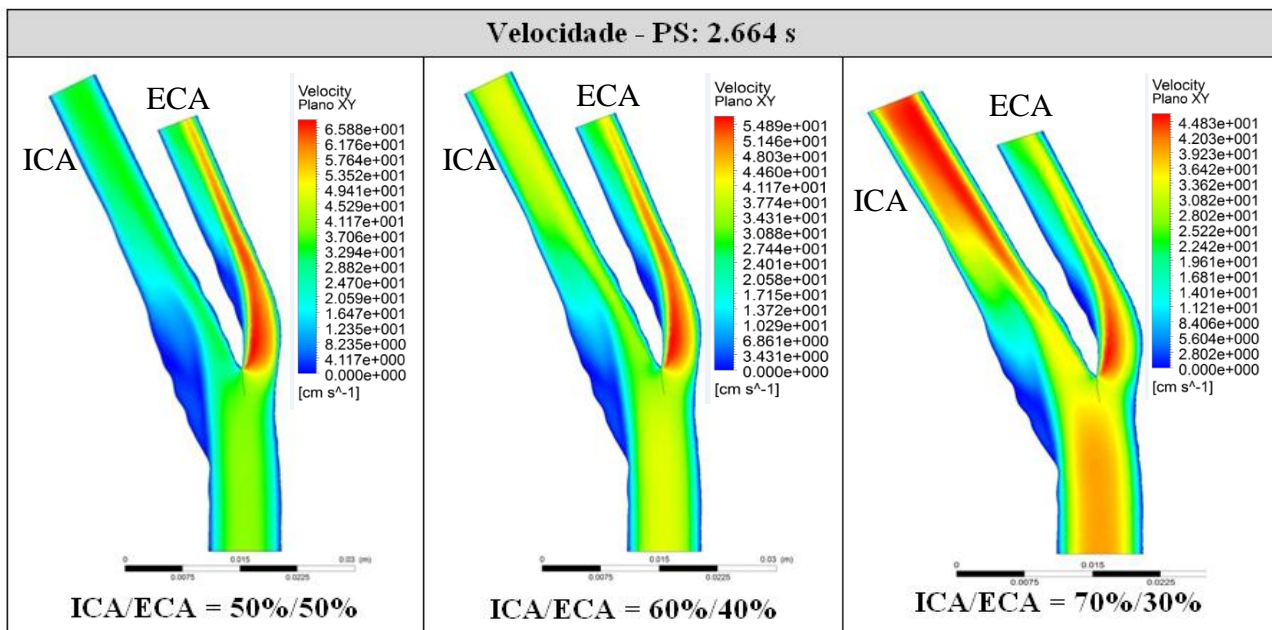 Velocidade - PS: 2.664 s
ECA
ICA
Velocity
Plano XY
6.588e+001
6.176e+001
5.764e+001
5.352e+001
4.941e+001
4.529e+001
4.117e+001
3.706e+001
3.294e+001
2.882e+001
2.470e+001
2.059e+001
1.647e+001
1.235e+001
8.235e+000
4.117e+000
0.000e+000
[cm s^-1]
0 0.015 0.03 (m)
0.0075 0.0225
ICA/ECA = 50%/50%
ECA
ICA
Velocity
Plano XY
5.489e+001
5.146e+001
4.803e+001
4.460e+001
4.117e+001
3.774e+001
3.431e+001
3.088e+001
2.744e+001
2.401e+001
2.058e+001
1.715e+001
1.372e+001
1.029e+001
6.861e+000
3.431e+000
0.000e+000
[cm s^-1]
0 0.015 0.03 (m)
0.0075 0.0225
ICA/ECA = 60%/40%
ECA
ICA
Velocity
Plano XY
4.483e+001
4.203e+001
3.923e+001
3.642e+001
3.362e+001
3.082e+001
2.802e+001
2.522e+001
2.242e+001
1.961e+001
1.681e+001
1.401e+001
1.121e+001
8.406e+000
5.604e+000
2.802e+000
0.000e+000
[cm s^-1]
0 0.015
0.0075 0.0225
ICA/ECA = 70%/30%